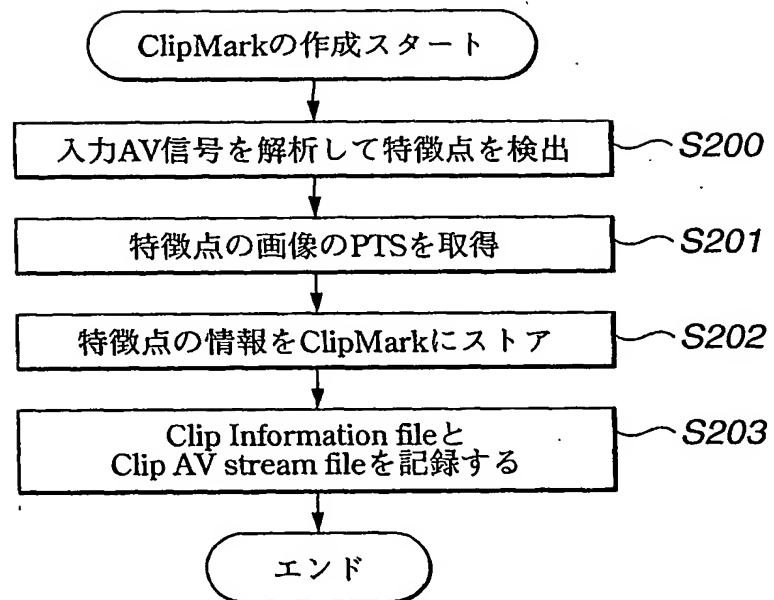 ClipMarkの作成スタート
入力AV信号を解析して特徴点を検出
S200
特徴点の画像のPTSを取得
S201
特徴点の情報をClipMarkにストア
S202
Clip Information fileと
Clip AV stream fileを記録する
S203
エンド